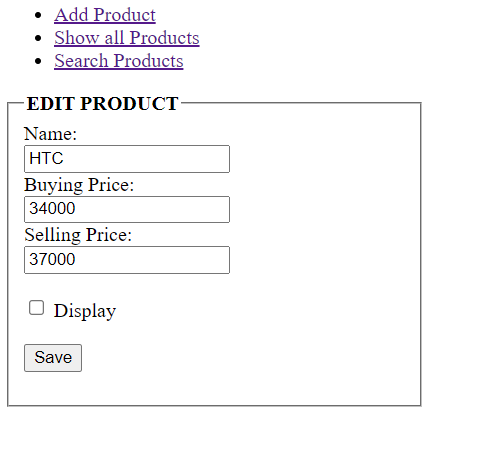 Add Product
Show all Products
Search Products
EDIT PRODUCT
Name:
HTC
Buying Price:
34000
Selling Price:
37000
Display
Save